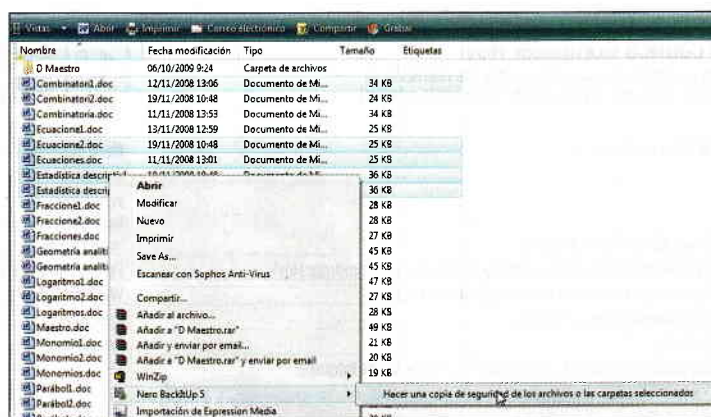 Vistas Abrir Imprimir Correo electrónico Compartir Grabar
Nombre Fecha modificación Tipo Tamaño Etiquetas
D Maestro 06/10/2009 9:24 Carpeta de archivos
Combinatori1.doc 12/11/2008 13:06 Documento de Mi... 34 KB
Combinatori2.doc 19/11/2008 10:48 Documento de Mi... 24 KB
Combinatoria.doc 11/11/2008 13:53 Documento de Mi... 34 KB
Ecuacione1.doc 13/11/2008 12:59 Documento de Mi... 25 KB
Ecuacione2.doc 19/11/2008 10:48 Documento de Mi... 25 KB
Ecuaciones.doc 11/11/2008 13:01 Documento de Mi... 25 KB
Estadística 36 KB
Estadística descrip 36 KB
Abrir
Fraccione1.doc Modificar 28 KB
Fraccione2.doc Nuevo 28 KB
Fracciones.doc Imprimir 27 KB
Geometría analíti Save As... 45 KB
Geometría analíti Escanear con Sophos Anti-Virus 45 KB
Logaritmo1.doc 47 KB
Logaritmo2.doc Compartir... 27 KB
Logaritmos.doc Añadir al archivo... 28 KB
Maestro.doc Añadir a "D Maestro.rar" 49 KB
Monomio1.doc Añadir y enviar por email... 21 KB
Monomio2.doc Añadir a "D Maestro.rar" y enviar por email 20 KB
Monomios.doc WinZip 19 KB
Parábol1.doc Nero BackItUp 5 Hacer una copia de seguridad de los archivos o las carpetas seleccionados
Parábol2.doc Importación de Expression Media